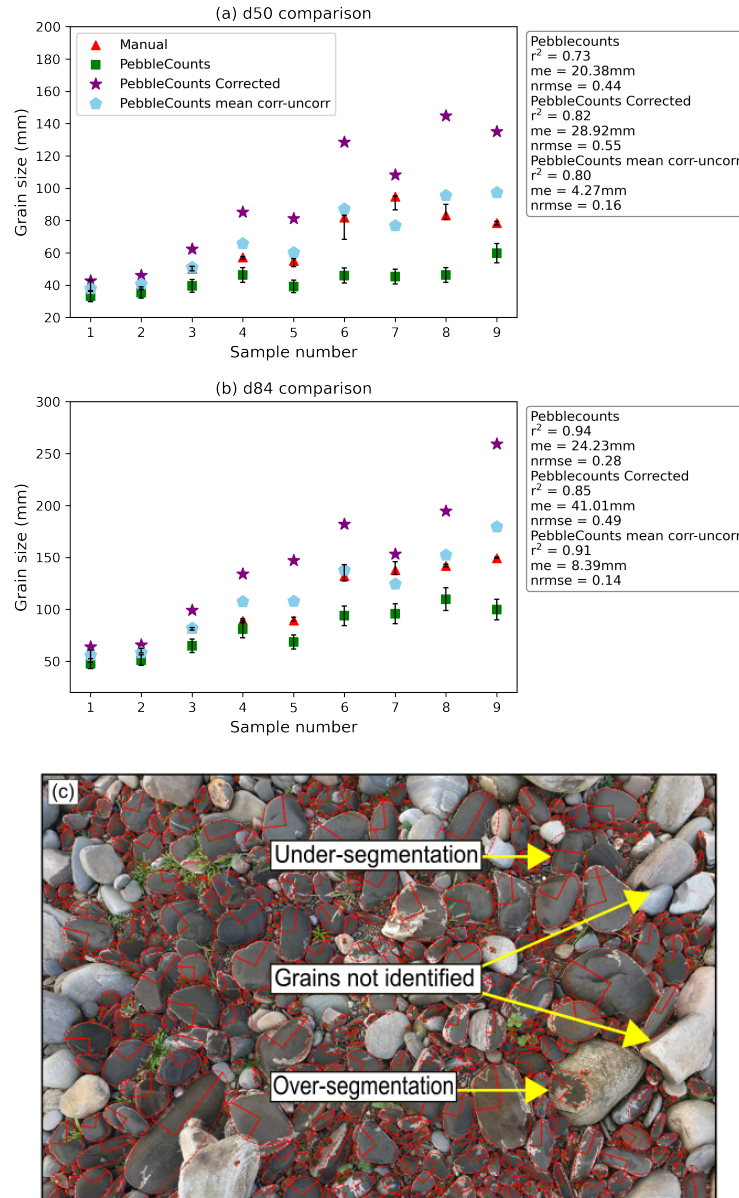 (a) d50 comparison
200
180
160
140
120
100
80
60
40
20
Grain size (mm)
Manual
PebbleCounts
PebbleCounts Corrected
PebbleCounts mean corr-uncorr
1 2 3 4 5 6 7 8 9
Sample number
Pebblecounts
r² = 0.73
me = 20.38mm
nrmse = 0.44
PebbleCounts Corrected
r² = 0.82
me = 28.92mm
nrmse = 0.55
PebbleCounts mean corr-uncorr
r² = 0.80
me = 4.27mm
nrmse = 0.16
(b) d84 comparison
300
250
200
150
100
50
Grain size (mm)
1 2 3 4 5 6 7 8 9
Sample number
Pebblecounts
r² = 0.94
me = 24.23mm
nrmse = 0.28
Pebblecounts Corrected
r² = 0.85
me = 41.01mm
nrmse = 0.49
PebbleCounts mean corr-uncorr
r² = 0.91
me = 8.39mm
nrmse = 0.14
(c)
Under-segmentation
Grains not identified
Over-segmentation